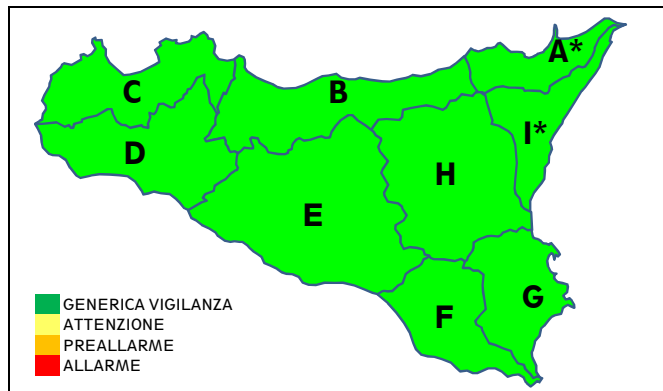 A*
C
B
I*
D
H
E
G
F
GENERICA VIGILANZA
ATTENZIONE
PREALLARME
ALLARME